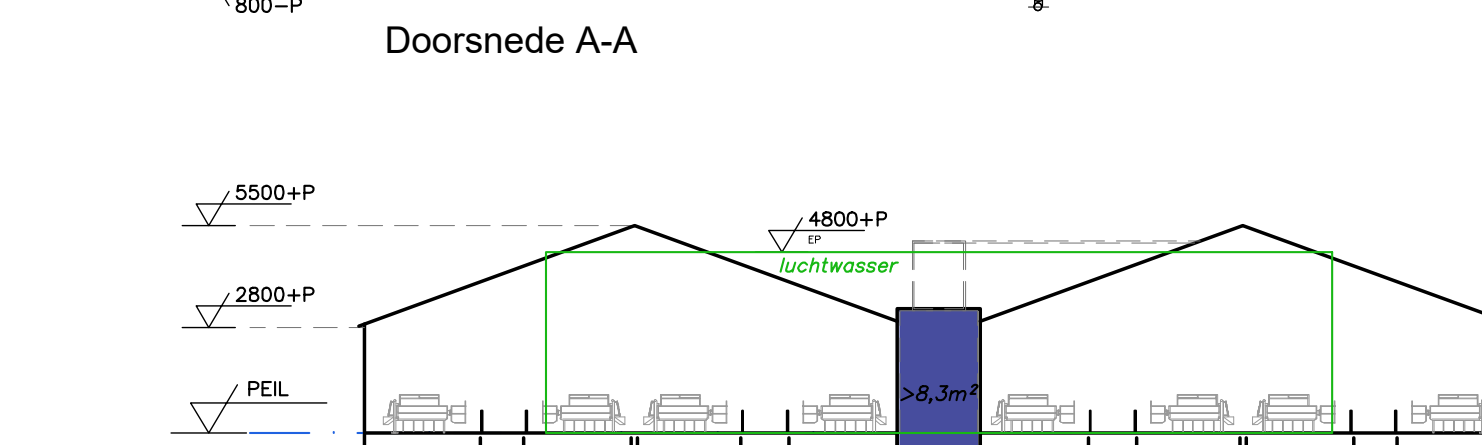 800-P
Doorsnede A-A
5500+P
4800+P
EP
luchtwasser
2800+P
PEIL
>8,3m²